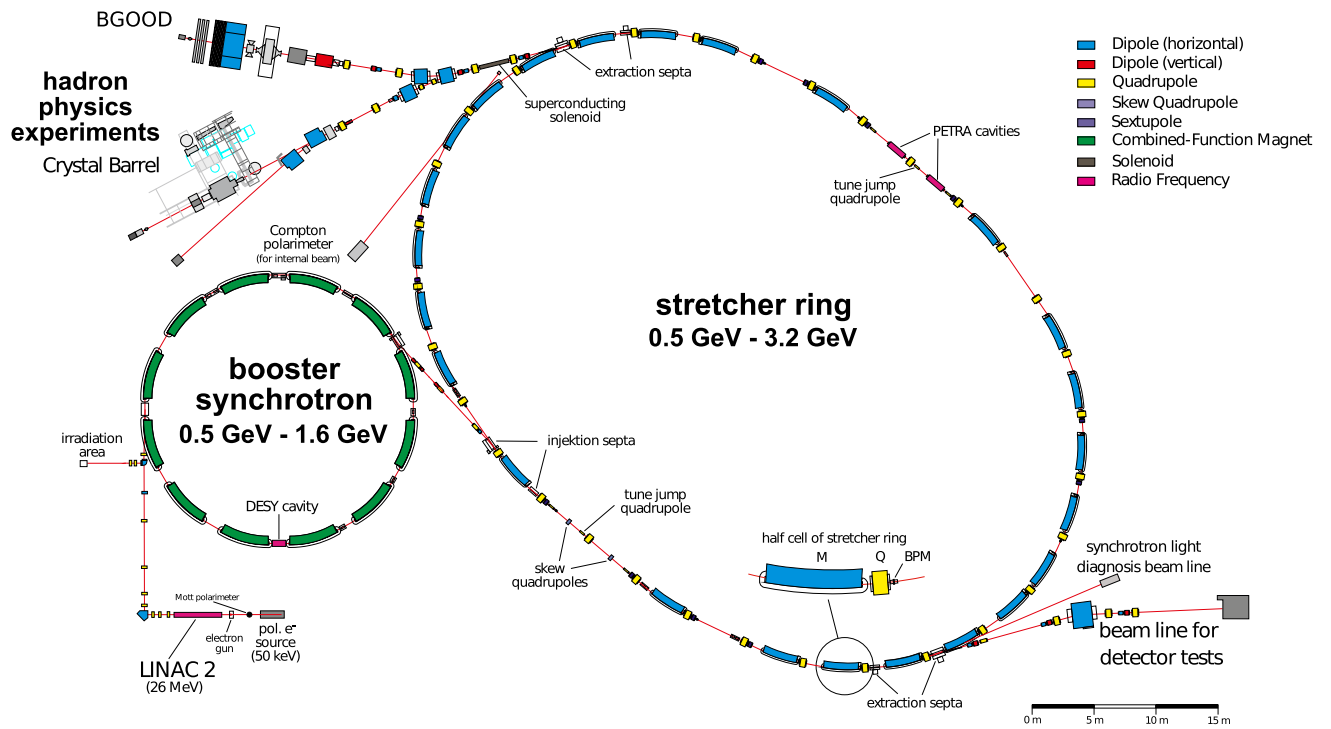 BGOOD
hadron
physics
experiments
Crystal Barrel
extraction septa
superconducting
solenoid
PETRA cavities
tune jump
quadrupole
Dipole (horizontal)
Dipole (vertical)
Quadrupole
Skew Quadrupole
Sextupole
Combined-Function Magnet
Solenoid
Radio Frequency
Compton
polarimeter
(for internal beam)
stretcher ring
0.5 GeV - 3.2 GeV
booster
synchrotron
0.5 GeV - 1.6 GeV
irradiation
area
DESY cavity
injektion septa
tune jump
quadrupole
skew
quadrupoles
half cell of stretcher ring
M
Q
BPM
synchrotron light
diagnosis beam line
beam line for
detector tests
extraction septa
Mott polarimeter
electron
gun
pol. e-
source
(50 keV)
LINAC 2
(26 MeV)
0 m
5 m
10 m
15 m